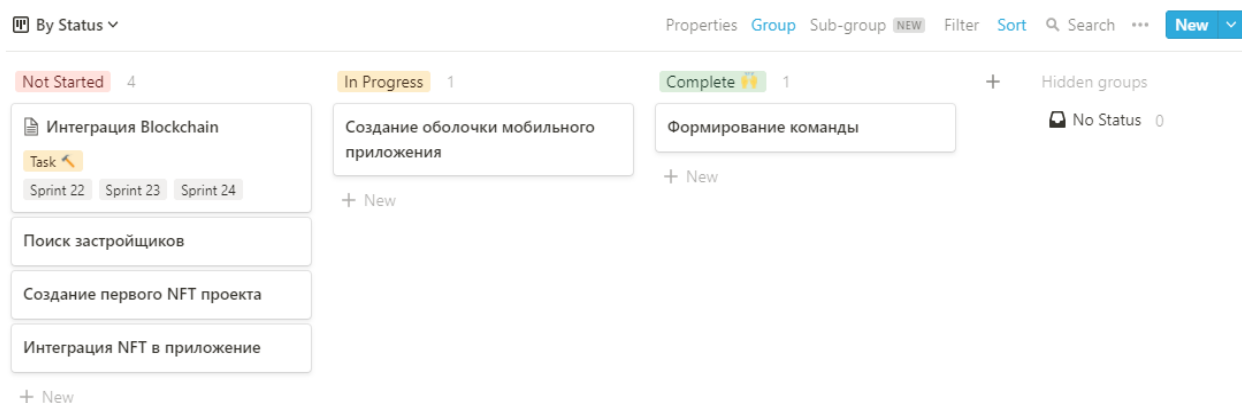 By Status
Properties Group Sub-group NEW Filter Sort Search ••• New
Not Started 4
Интеграция Blockchain
Task 🔨
Sprint 22 Sprint 23 Sprint 24
Поиск застройщиков
Создание первого NFT проекта
Интеграция NFT в приложение
+ New
In Progress 1
Создание оболочки мобильного
приложения
+ New
Complete 🙌 1
Формирование команды
+ New
+
Hidden groups
No Status 0